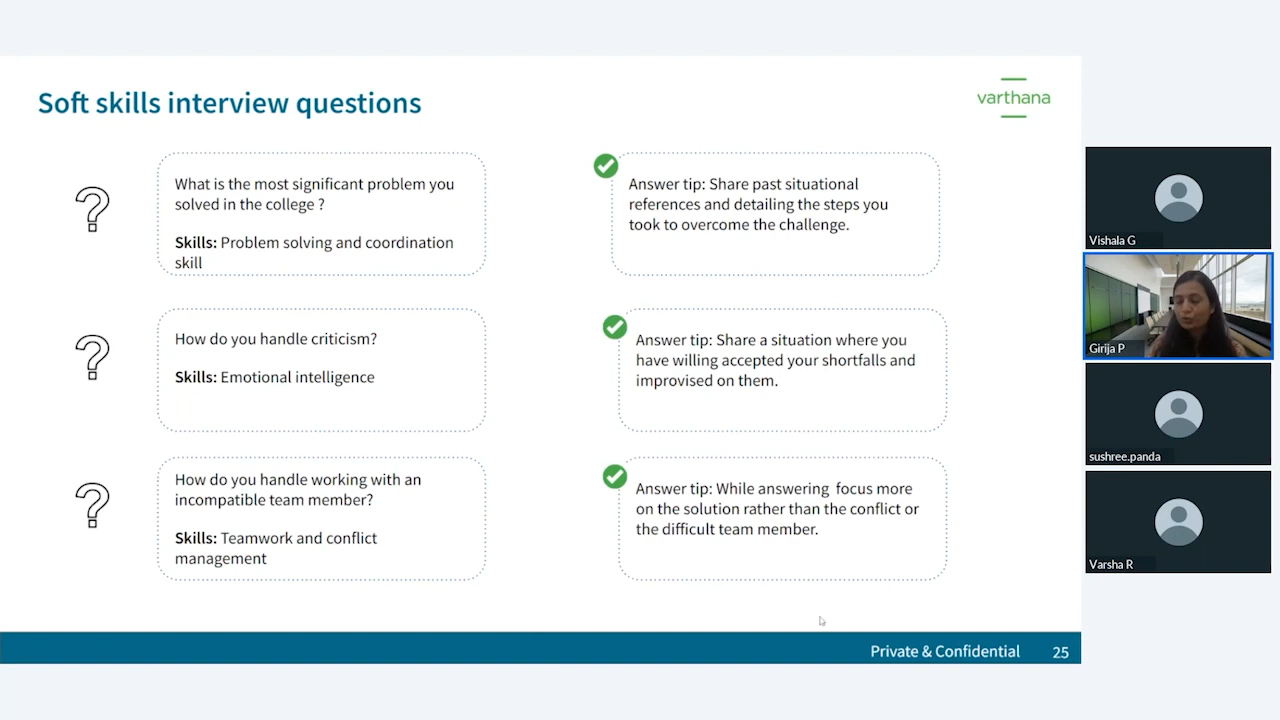 Soft skills interview questions
varthana
What is the most significant problem you
solved in the college ?
Skills: Problem solving and coordination
skill
Answer tip: Share past situational
references and detailing the steps you
took to overcome the challenge.
How do you handle criticism?
Skills: Emotional intelligence
Answer tip: Share a situation where you
have willing accepted your shortfalls and
improvised on them.
How do you handle working with an
incompatible team member?
Skills: Teamwork and conflict
management
Answer tip: While answering  focus more
on the solution rather than the conflict or
the difficult team member.
Private & Confidential
25
Vishala G
Girija P
sushree.panda
Varsha R